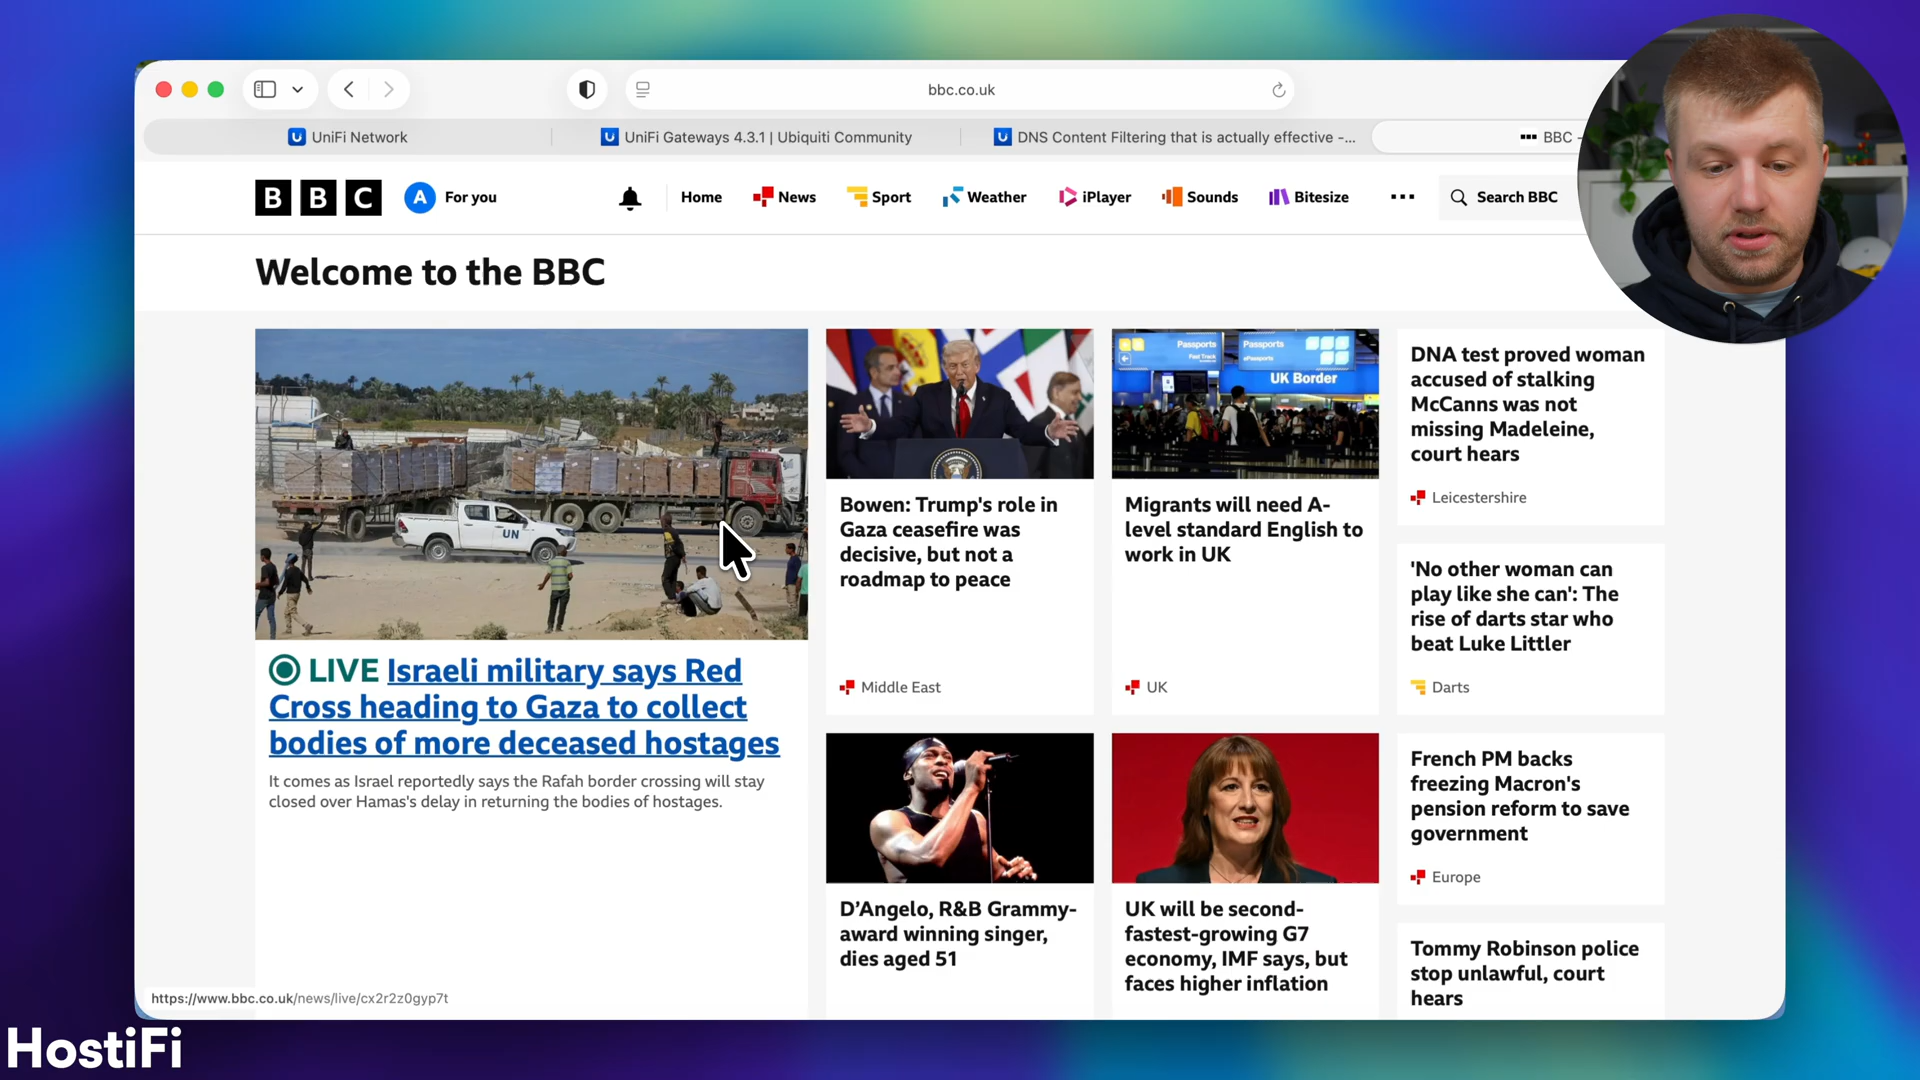 bbc.co.uk
UniFi Network
UniFi Gateways 4.3.1 | Ubiquiti Community
DNS Content Filtering that is actually effective -...
BBC -
BBC
A For you
Home
News
Sport
Weather
iPlayer
Sounds
Bitesize
Search BBC
Welcome to the BBC
UN
LIVE Israeli military says Red
Cross heading to Gaza to collect
bodies of more deceased hostages
It comes as Israel reportedly says the Rafah border crossing will stay
closed over Hamas's delay in returning the bodies of hostages.
Bowen: Trump's role in
Gaza ceasefire was
decisive, but not a
roadmap to peace
Middle East
Passports
Fast Track
Passports
ePassports
UK Border
Migrants will need A-
level standard English to
work in UK
UK
DNA test proved woman
accused of stalking
McCanns was not
missing Madeleine,
court hears
Leicestershire
'No other woman can
play like she can': The
rise of darts star who
beat Luke Littler
Darts
D’Angelo, R&B Grammy-
award winning singer,
dies aged 51
UK will be second-
fastest-growing G7
economy, IMF says, but
faces higher inflation
French PM backs
freezing Macron's
pension reform to save
government
Europe
Tommy Robinson police
stop unlawful, court
hears
https://www.bbc.co.uk/news/live/cx2r2z0gyp7t
HostiFi